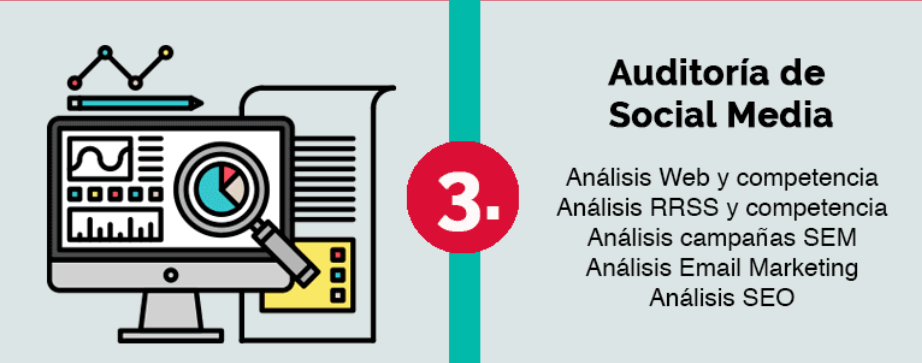 3.
Auditoría de
Social Media
Análisis Web y competencia
Análisis RRSS y competencia
Análisis campañas SEM
Análisis Email Marketing
Análisis SEO